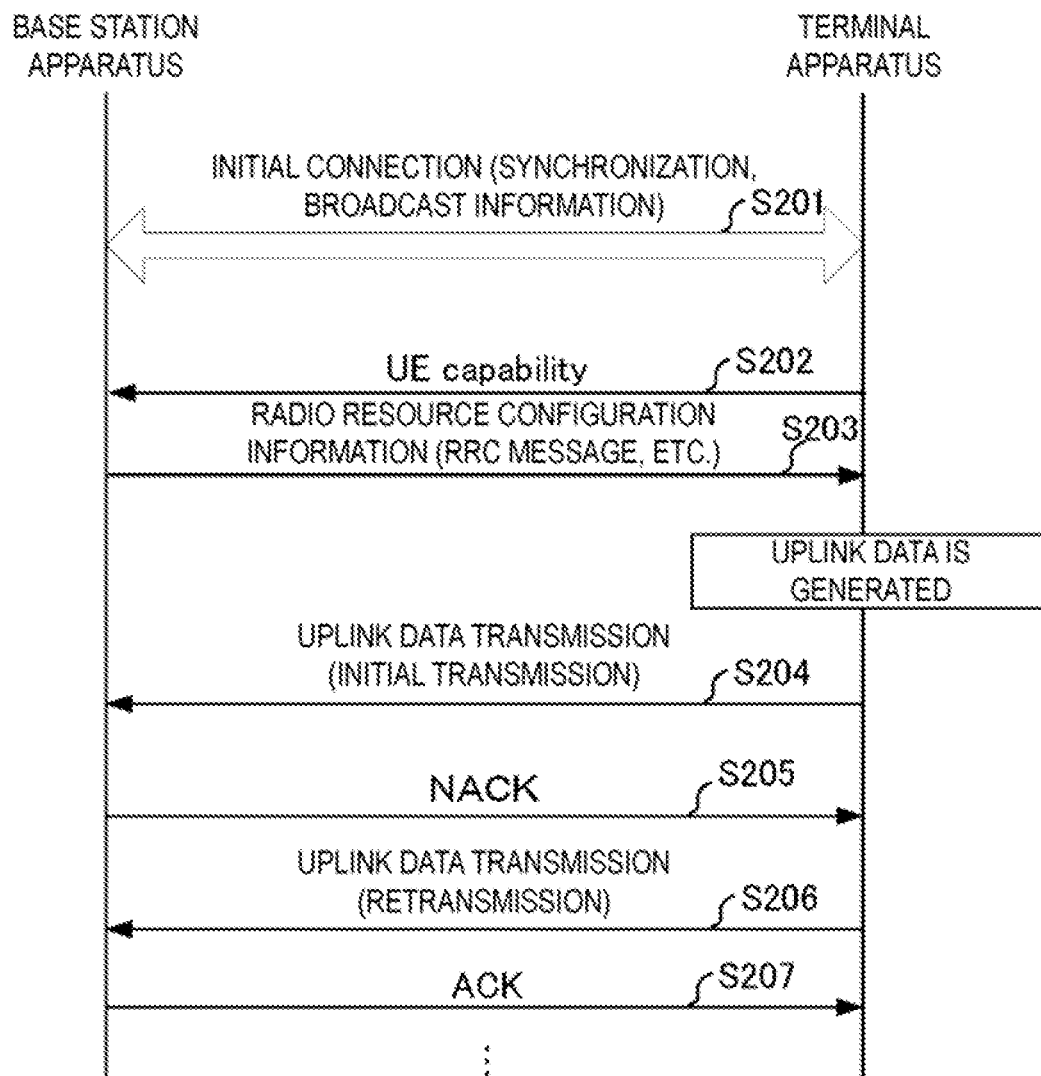 BASE STATION
APPARATUS
TERMINAL
APPARATUS
INITIAL CONNECTION (SYNCHRONIZATION,
BROADCAST INFORMATION)
S201
UE capability
S202
RADIO RESOURCE CONFIGURATION
INFORMATION (RRC MESSAGE, ETC.)
S203
UPLINK DATA IS
GENERATED
UPLINK DATA TRANSMISSION
(INITIAL TRANSMISSION)
S204
NACK
S205
UPLINK DATA TRANSMISSION
(RETRANSMISSION)
S206
ACK
S207